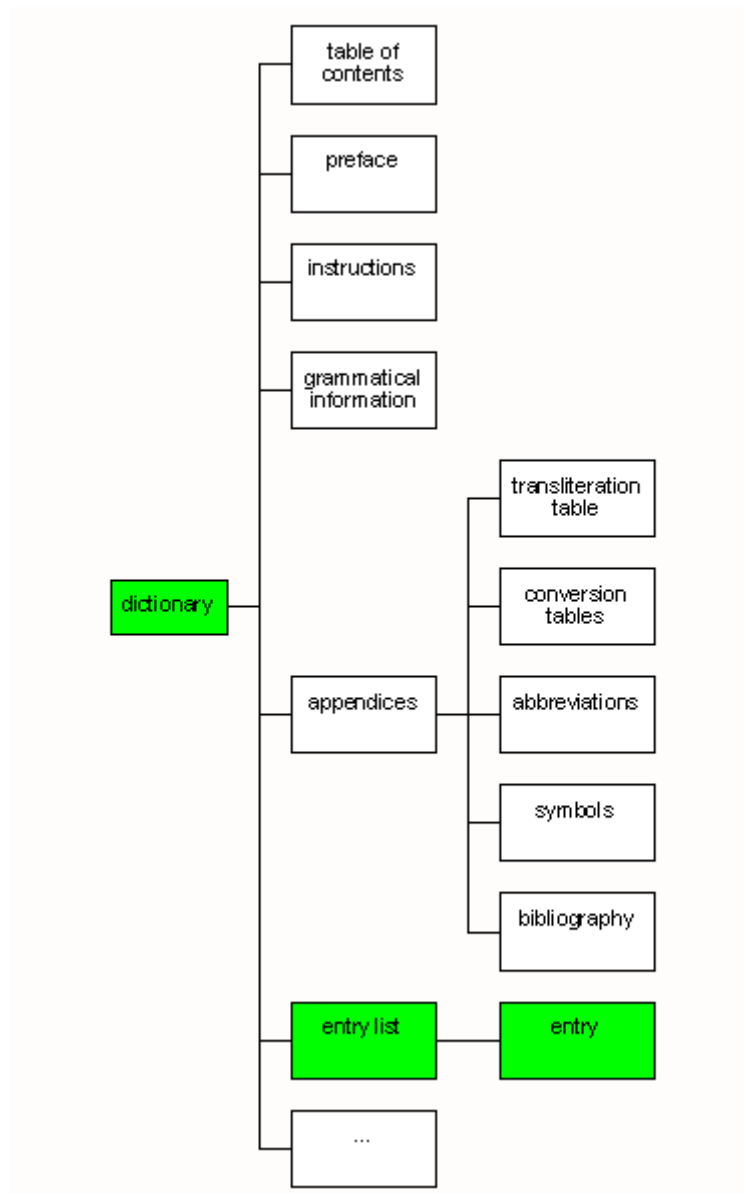 table of
contents
preface
instructions
grammatical
information
transliteration
table
dictionary
conversion
tables
appendices
abbreviations
symbols
bibliography
entry list
entry
...